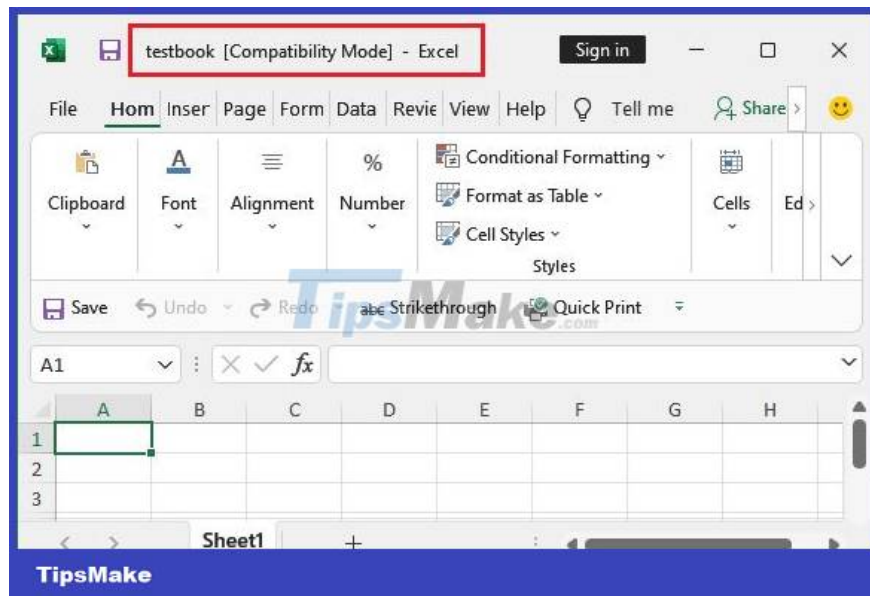 testbook [Compatibility Mode] - Excel Sign in
File Hom Inser Page Form Data Revie View Help Tell me Share
Clipboard Font Alignment % Number Conditional Formatting Cells Ed
Format as Table
Cell Styles
Styles
Save Undo Redo abc Strikethrough Quick Print
TipsMake.com
A1 fx
A B C D E F G H
1
2
3
Sheet1 +
TipsMake